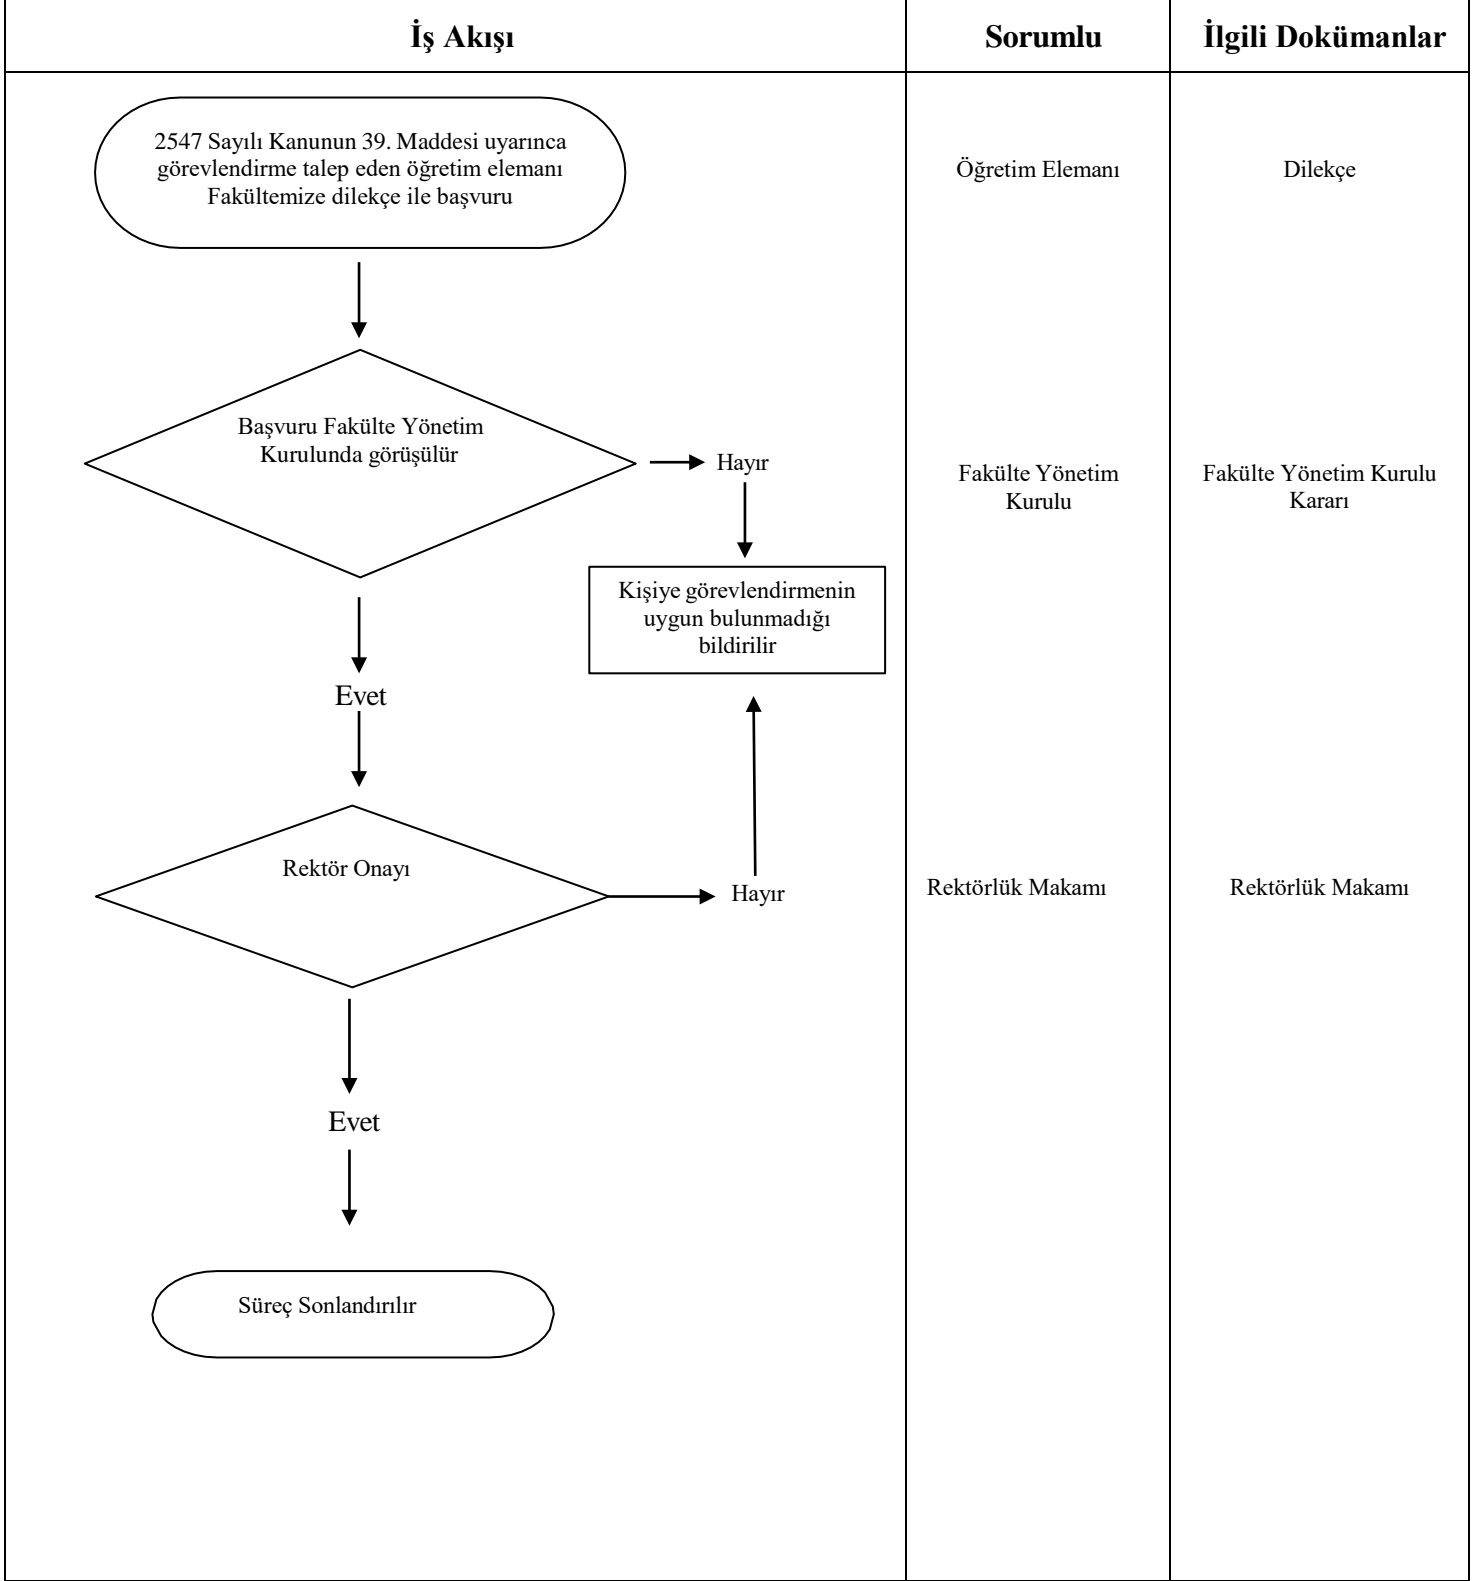 İş Akışı
Sorumlu
İlgili Dokümanlar
2547 Sayılı Kanunun 39. Maddesi uyarınca
görevlendirme talep eden öğretim elemanı
Fakültemize dilekçe ile başvuru
Öğretim Elemanı
Dilekçe
Başvuru Fakülte Yönetim
Kurulunda görüşülür
Hayır
Fakülte Yönetim
Kurulu
Fakülte Yönetim Kurulu
Kararı
Kişiye görevlendirmenin
uygun bulunmadığı
bildirilir
Evet
Rektör Onayı
Hayır
Rektörlük Makamı
Rektörlük Makamı
Evet
Süreç Sonlandırılır